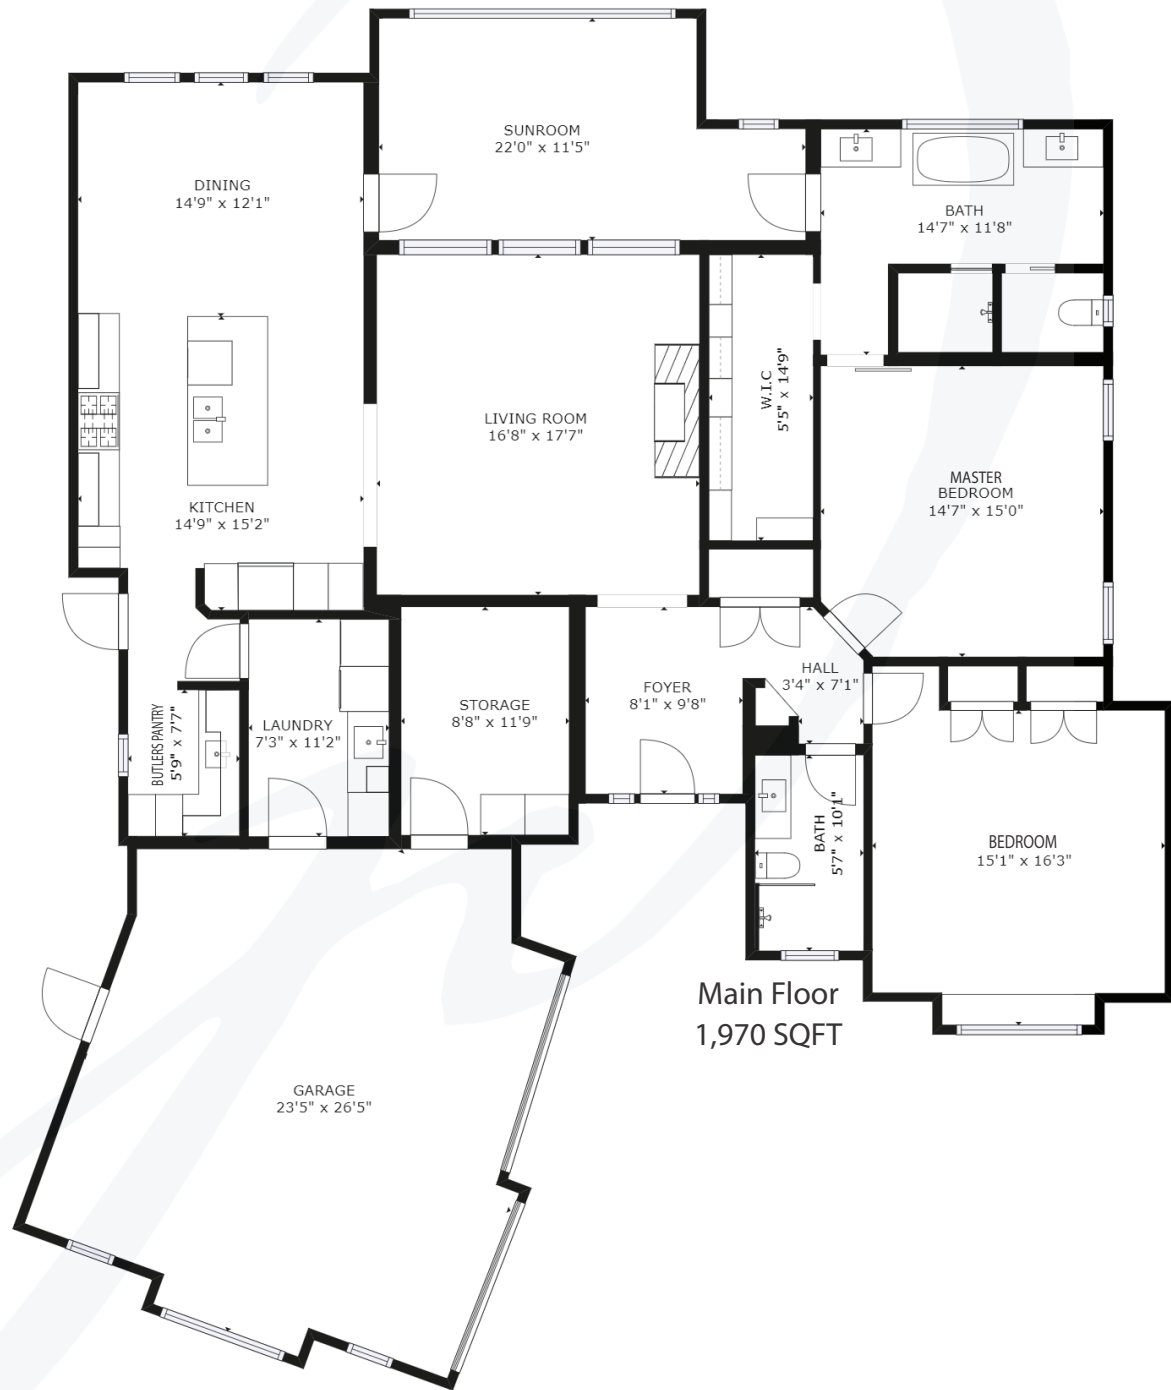 SUNROOM
22'0" x 11'5"
DINING
14'9" x 12'1"
BATH
14'7" x 11'8"
W.I.C
5'5" x 14'9"
LIVING ROOM
16'8" x 17'7"
MASTER
BEDROOM
14'7" x 15'0"
KITCHEN
14'9" x 15'2"
HALL
3'4" x 7'1"
FOYER
8'1" x 9'8"
STORAGE
8'8" x 11'9"
LAUNDRY
7'3" x 11'2"
BUTLERS PANTRY
5'9" x 7'7"
BATH
5'7" x 10'1"
BEDROOM
15'1" x 16'3"
Main Floor
1,970 SQFT
GARAGE
23'5" x 26'5"